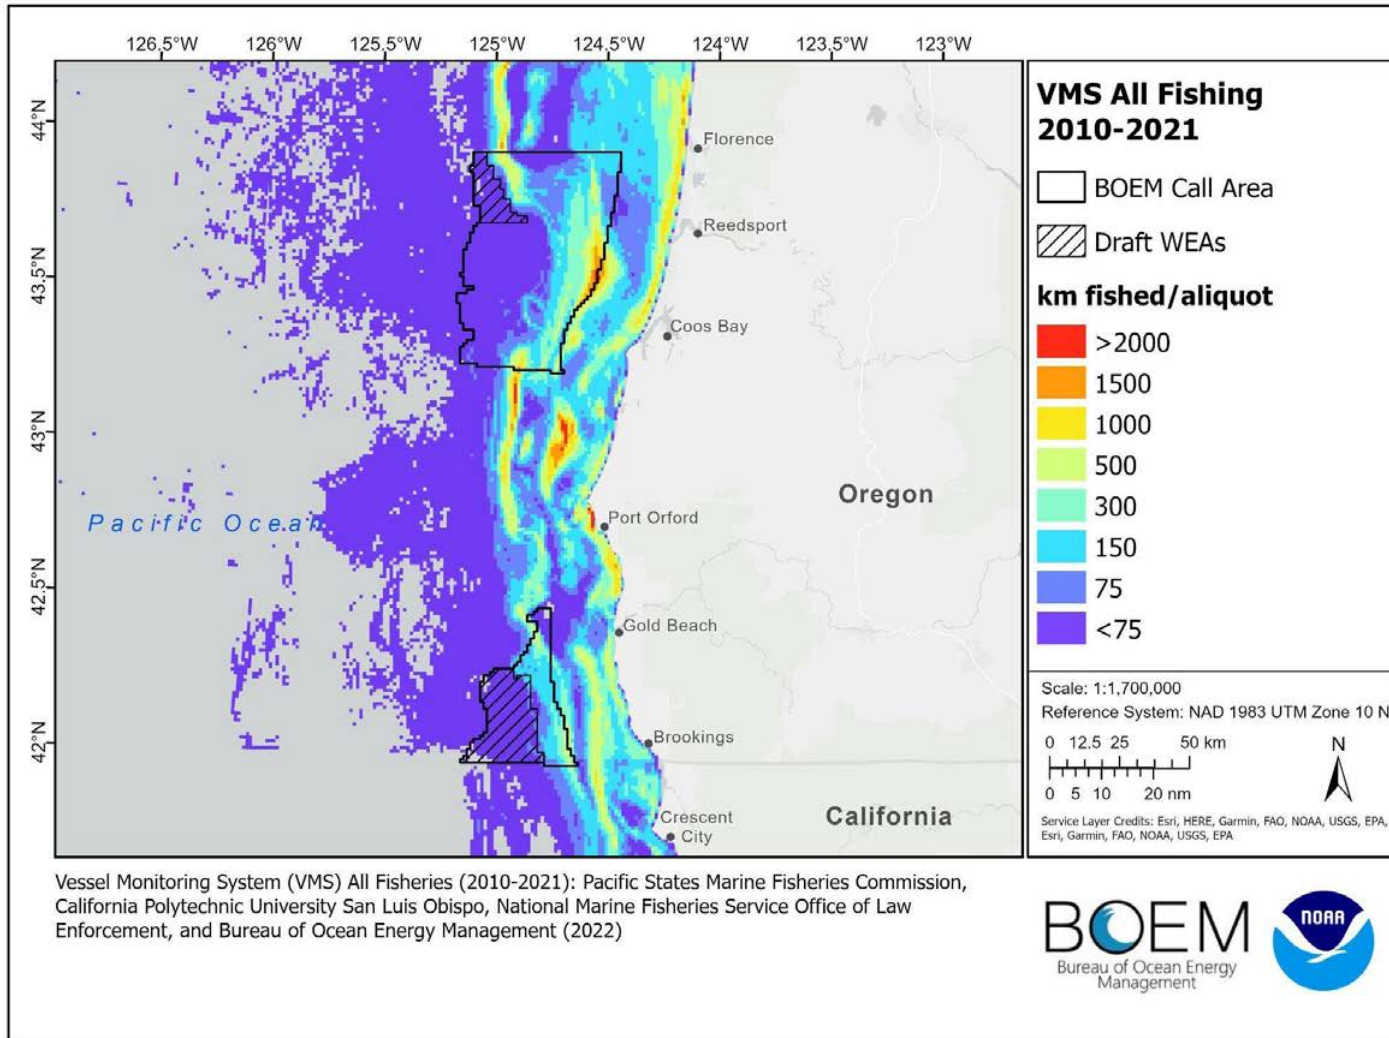 126.5°W 126°W 125.5°W 125°W 124.5°W 124°W 123.5°W 123°W
44°N
43.5°N
43°N
42.5°N
42°N
Florence
Reedsport
Coos Bay
Oregon
Pacific Ocean
Port Orford
Gold Beach
Brookings
Crescent
City
California
VMS All Fishing
2010-2021
BOEM Call Area
Draft WEAs
km fished/aliquot
>2000
1500
1000
500
300
150
75
<75
Scale: 1:1,700,000
Reference System: NAD 1983 UTM Zone 10 N
0 12.5 25 50 km
0 5 10 20 nm
N
Service Layer Credits: Esri, HERE, Garmin, FAO, NOAA, USGS, EPA,
Esri, Garmin, FAO, NOAA, USGS, EPA
Vessel Monitoring System (VMS) All Fisheries (2010-2021): Pacific States Marine Fisheries Commission,
California Polytechnic University San Luis Obispo, National Marine Fisheries Service Office of Law
Enforcement, and Bureau of Ocean Energy Management (2022)
BOEM
Bureau of Ocean Energy
Management
NOAA